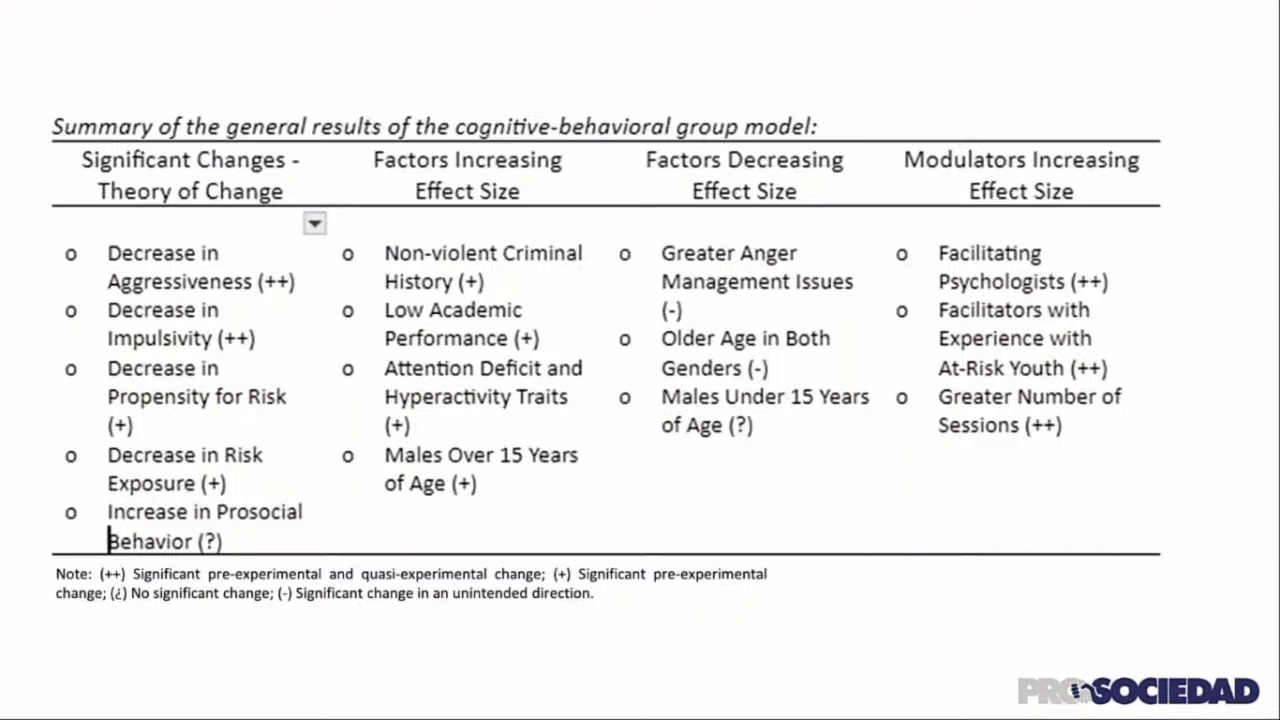 Summary of the general results of the cognitive-behavioral group model:
Significant Changes -
Theory of Change
Factors Increasing
Effect Size
Factors Decreasing
Effect Size
Modulators Increasing
Effect Size
o Decrease in
Aggressiveness (++)
o Decrease in
Impulsivity (++)
o Decrease in
Propensity for Risk
(+)
o Decrease in Risk
Exposure (+)
o Increase in Prosocial
Behavior (?)
o Non-violent Criminal
History (+)
o Low Academic
Performance (+)
o Attention Deficit and
Hyperactivity Traits
(+)
o Males Over 15 Years
of Age (+)
o Greater Anger
Management Issues
(-)
o Older Age in Both
Genders (-)
o Males Under 15 Years
of Age (?)
o Facilitating
Psychologists (++)
o Facilitators with
Experience with
At-Risk Youth (++)
o Greater Number of
Sessions (++)
Note: (++) Significant pre-experimental and quasi-experimental change; (+) Significant pre-experimental
change; (¿) No significant change; (-) Significant change in an unintended direction.
PROSOCIEDAD